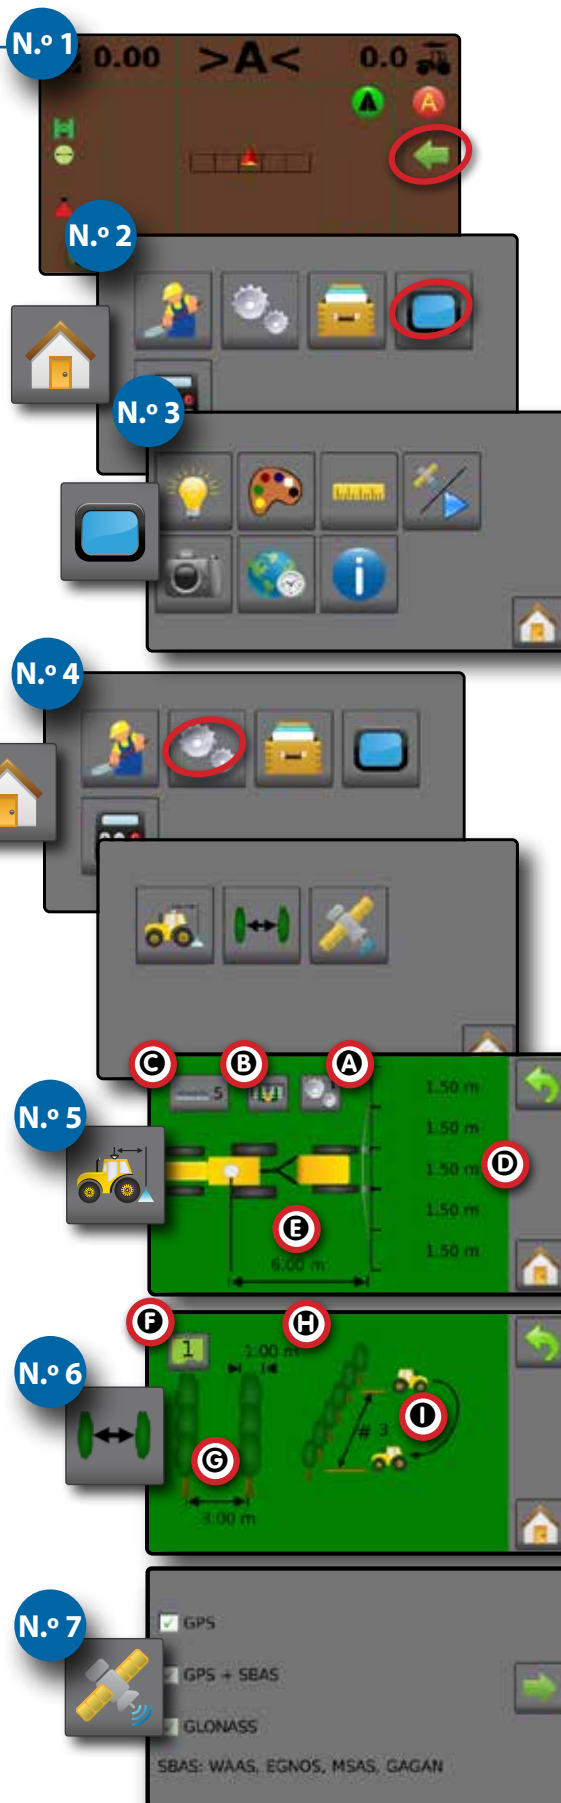 N.º 1
0.00 >A< 0.0
A
N.º 2
N.º 3
i
N.º 4
C B A
5
1.50 m
1.50 m
N.º 5
1.50 m D
E
1.50 m
6.00 m
1.50 m
F H
1 1.00 m
N.º 6
I
# 3
G
3.00 m
N.º 7
GPS
GPS + SBAS
GLONASS
SBAS: WAAS, EGNOS, MSAS, GAGAN